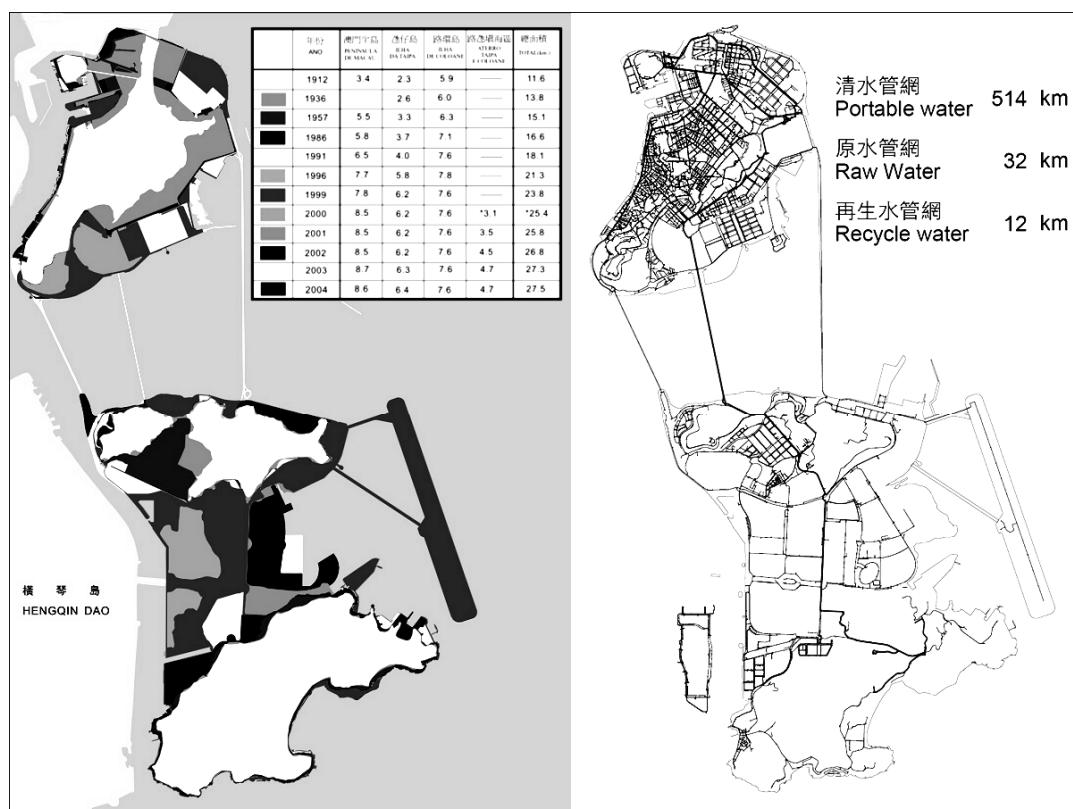 年份 澳門半島 氹仔島 路環島 路氹填海區 總面積
ANO PENINSULA DE MACAU ILHA DA TAIPA ILHA DE COLOANE ATERRO TAIPA E COLOANE TOTAL
1912 3.4 2.3 5.9 —— 11.6
1936 2.6 6.0 —— 13.8
1957 5.5 3.3 6.3 —— 15.1
1986 5.8 3.7 7.1 —— 16.6
1991 6.5 4.0 7.6 —— 18.1
1996 7.7 5.8 7.8 —— 21.3
1999 7.8 6.2 7.6 —— 23.8
2000 8.5 6.2 7.6 *3.1 *25.4
2001 8.5 6.2 7.6 3.5 25.8
2002 8.5 6.2 7.6 4.5 26.8
2003 8.7 6.3 7.6 4.7 27.3
2004 8.6 6.4 7.6 4.7 27.5
橫琴島
HENGQIN DAO
清水管網
Portable water 514 km
原水管網
Raw Water 32 km
再生水管網
Recycle water 12 km